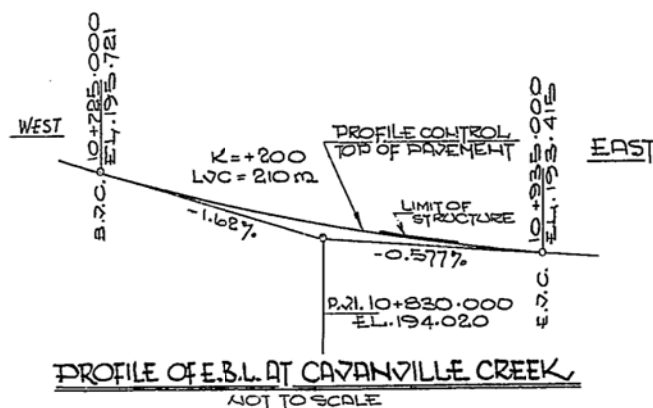 WEST
B.V.C. 10+725.000
EL. 195.721
K=+200
LVC=210m
-1.62%
PROFILE CONTROL
TOP OF PAVEMENT
LIMIT OF
STRUCTURE
-0.577%
P.V.I. 10+830.000
EL. 194.020
E.V.C. 10+935.000
EL. 193.415
EAST
PROFILE OF E.B.L. AT CAVANVILLE CREEK
NOT TO SCALE